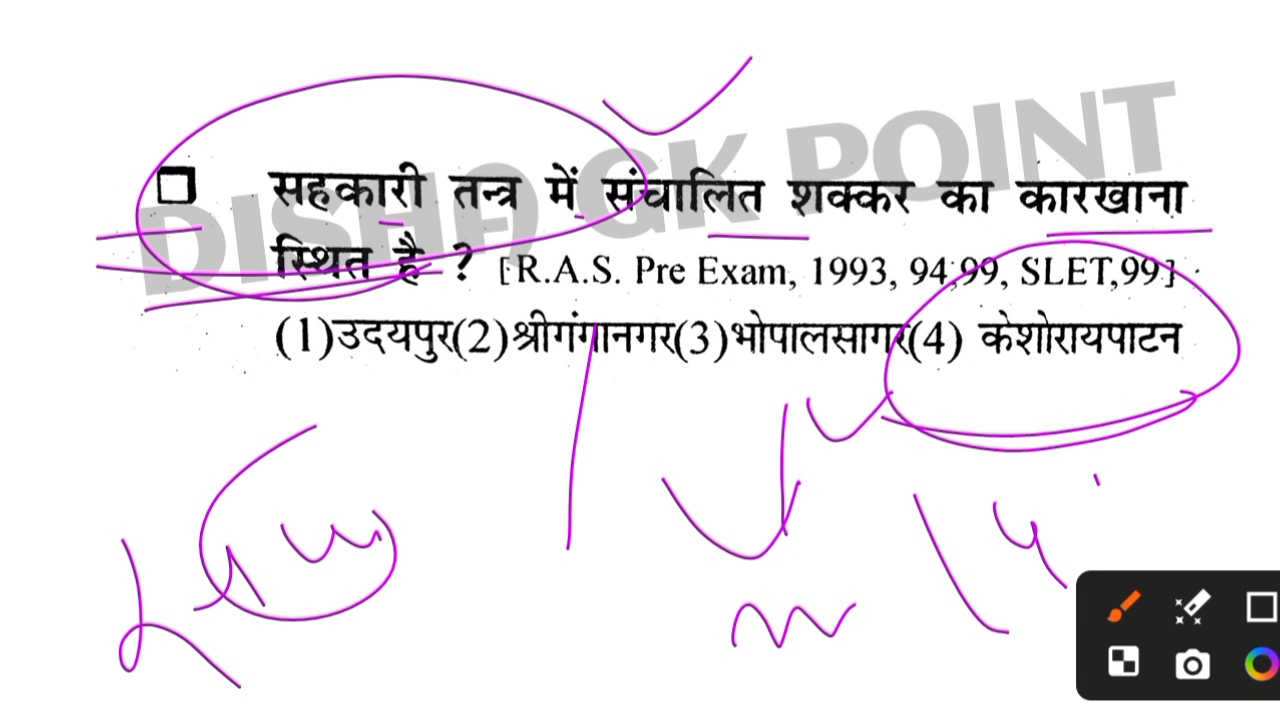 DISHA GK POINT
❑ सहकारी तन्त्र में संचालित शक्कर का कारखाना
स्थित है ? [R.A.S. Pre Exam, 1993, 94,99, SLET,99]
(1)उदयपुर(2)श्रीगंगानगर(3)भोपालसागर(4) केशोरायपाटन